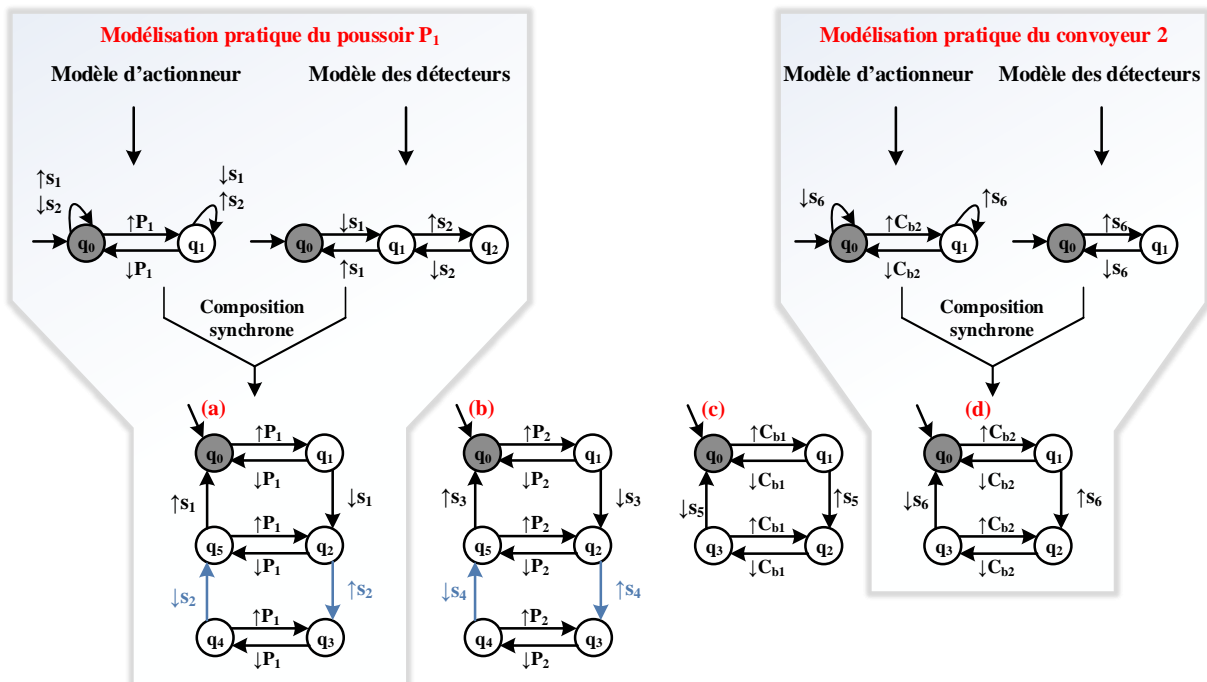 Modélisation pratique du poussoir P1
Modèle d'actionneur
Modèle des détecteurs
↑s1
↓s2
↓s1
↑s2
↑P1
q0
q1
↓P1
↓s1
↑s2
q0
q1
q2
↑s1
↓s2
Composition
synchrone
Modélisation pratique du convoyeur 2
Modèle d'actionneur
Modèle des détecteurs
↓s6
↑s6
↑Cb2
q0
q1
↓Cb2
↑s6
q0
q1
↓s6
Composition
synchrone
(a)
↑P1
q0
q1
↓P1
↑s1
↓s1
↑P1
q5
q2
↓P1
↓s2
↑s2
↑P1
q4
q3
↓P1
(b)
↑P2
q0
q1
↓P2
↑s3
↓s3
↑P2
q5
q2
↓P2
↓s4
↑s4
↑P2
q4
q3
↓P2
(c)
↑Cb1
q0
q1
↓Cb1
↓s5
↑s5
↑Cb1
q3
q2
↓Cb1
(d)
↑Cb2
q0
q1
↓Cb2
↓s6
↑s6
↑Cb2
q3
q2
↓Cb2